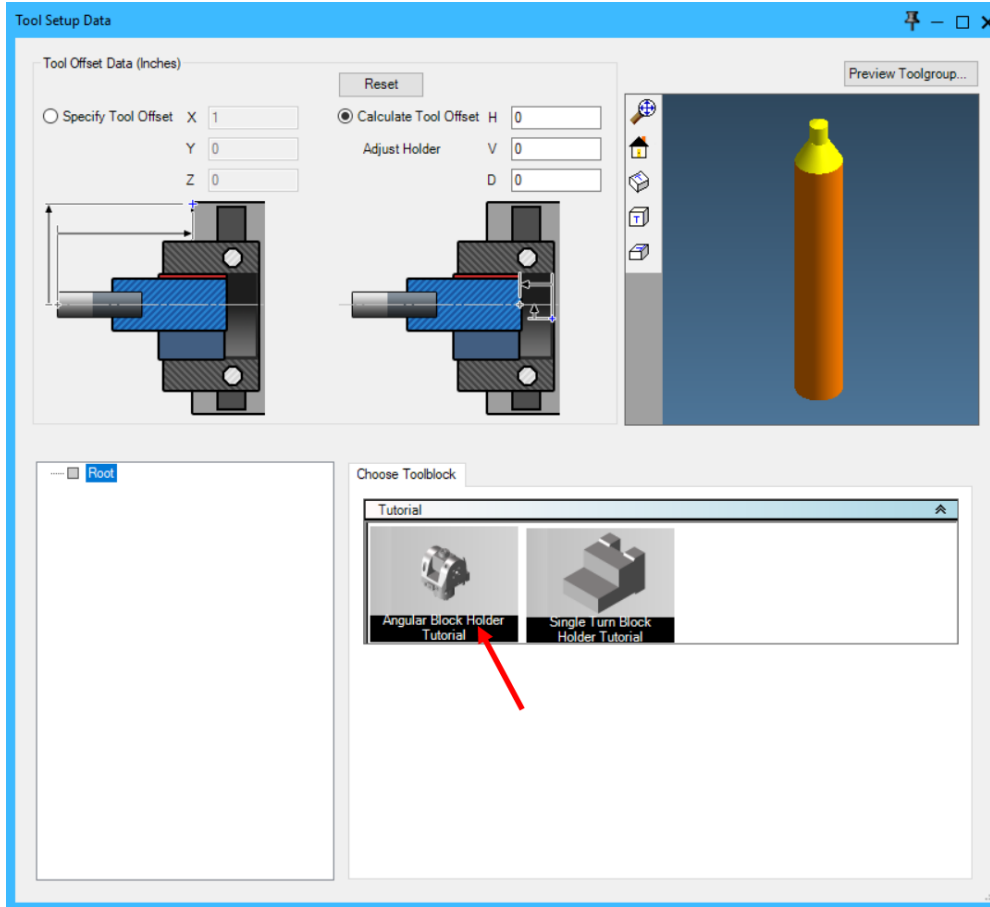 Tool Setup Data
Tool Offset Data (Inches)
Reset
Preview Toolgroup...
Specify Tool Offset X 1
Calculate Tool Offset H 0
Y 0
Adjust Holder V 0
Z 0
D 0
T
Root
Choose Toolblock
Tutorial
Angular Block Holder
Tutorial
Single Turn Block
Holder Tutorial